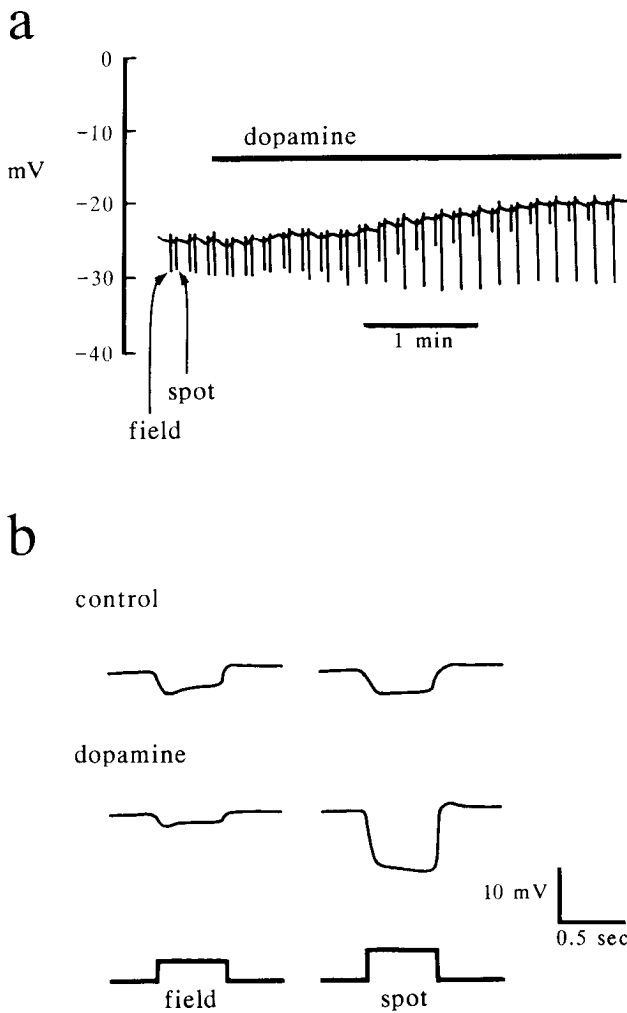 a
0
-10
dopamine
mV
-20
-30
1 min
-40
spot
field
b
control
dopamine
10 mV
0.5 sec
field
spot